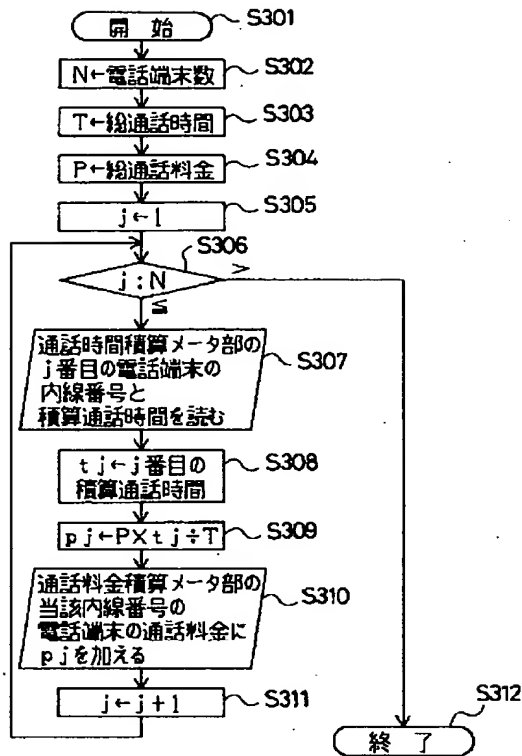 開始
S301
N←電話端末数
S302
T←総通話時間
S303
P←総通話料金
S304
j←1
S305
j:N
S306
>
≦
通話時間積算メータ部の
j番目の電話端末の
内線番号と
積算通話時間を読む
S307
tj←j番目の
積算通話時間
S308
pj←P×tj÷T
S309
通話料金積算メータ部の
当該内線番号の
電話端末の通話料金に
pjを加える
S310
j←j+1
S311
終了
S312